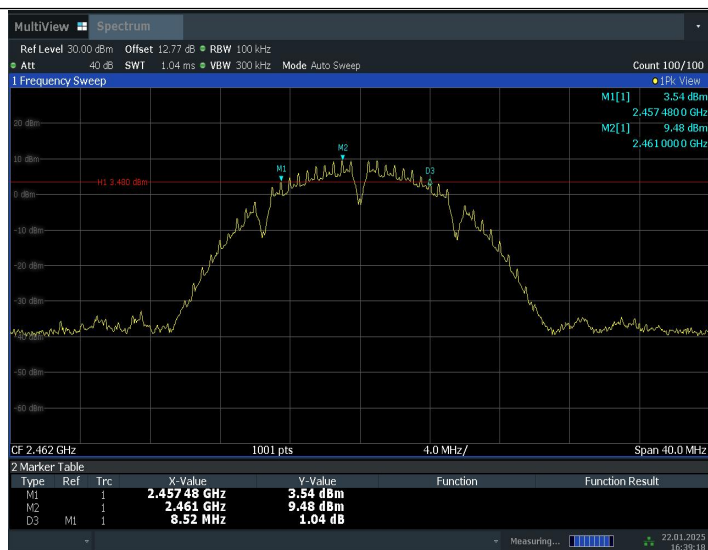 MultiView Spectrum
Ref Level 30.00 dBm Offset 12.77 dB RBW 100 kHz
Att 40 dB SWT 1.04 ms VBW 300 kHz Mode Auto Sweep Count 100/100
1 Frequency Sweep 1Pk View
M1[1] 3.54 dBm
2.457 480 0 GHz
M2[1] 9.48 dBm
2.461 000 0 GHz
20 dBm
M2
10 dBm
M1
D3
H1 3.480 dBm
0 dBm
-10 dBm
-20 dBm
-30 dBm
-40 dBm
-50 dBm
-60 dBm
CF 2.462 GHz 1001 pts 4.0 MHz/ Span 40.0 MHz
2 Marker Table
Type Ref Trc X-Value Y-Value Function Function Result
M1 1 2.457 48 GHz 3.54 dBm
M2 1 2.461 GHz 9.48 dBm
D3 M1 1 8.52 MHz 1.04 dB
Measuring... 22.01.2025
16:39:18